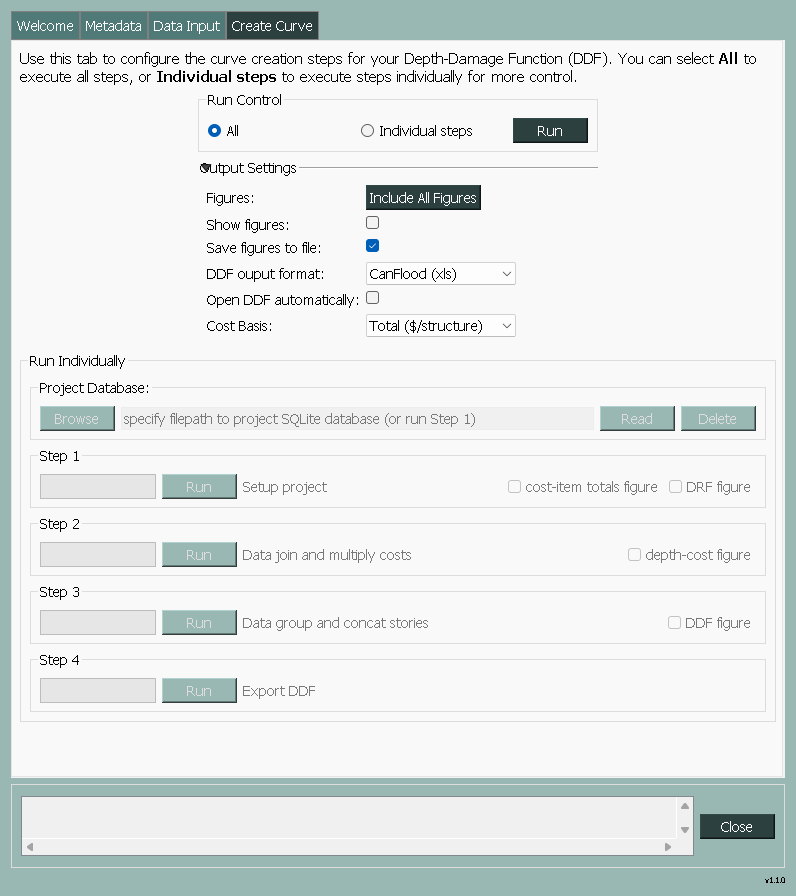 Welcome Metadata Data Input Create Curve
Use this tab to configure the curve creation steps for your Depth-Damage Function (DDF). You can select All to
execute all steps, or Individual steps to execute steps individually for more control.
Run Control
All Individual steps Run
Output Settings
Figures: Include All Figures
Show figures:
Save figures to file:
DDF ouput format: CanFlood (xls)
Open DDF automatically:
Cost Basis: Total ($/structure)
Run Individually
Project Database:
Browse specify filepath to project SQLite database (or run Step 1) Read Delete
Step 1
Run Setup project cost-item totals figure DRF figure
Step 2
Run Data join and multiply costs depth-cost figure
Step 3
Run Data group and concat stories DDF figure
Step 4
Run Export DDF
Close
v1.1.0